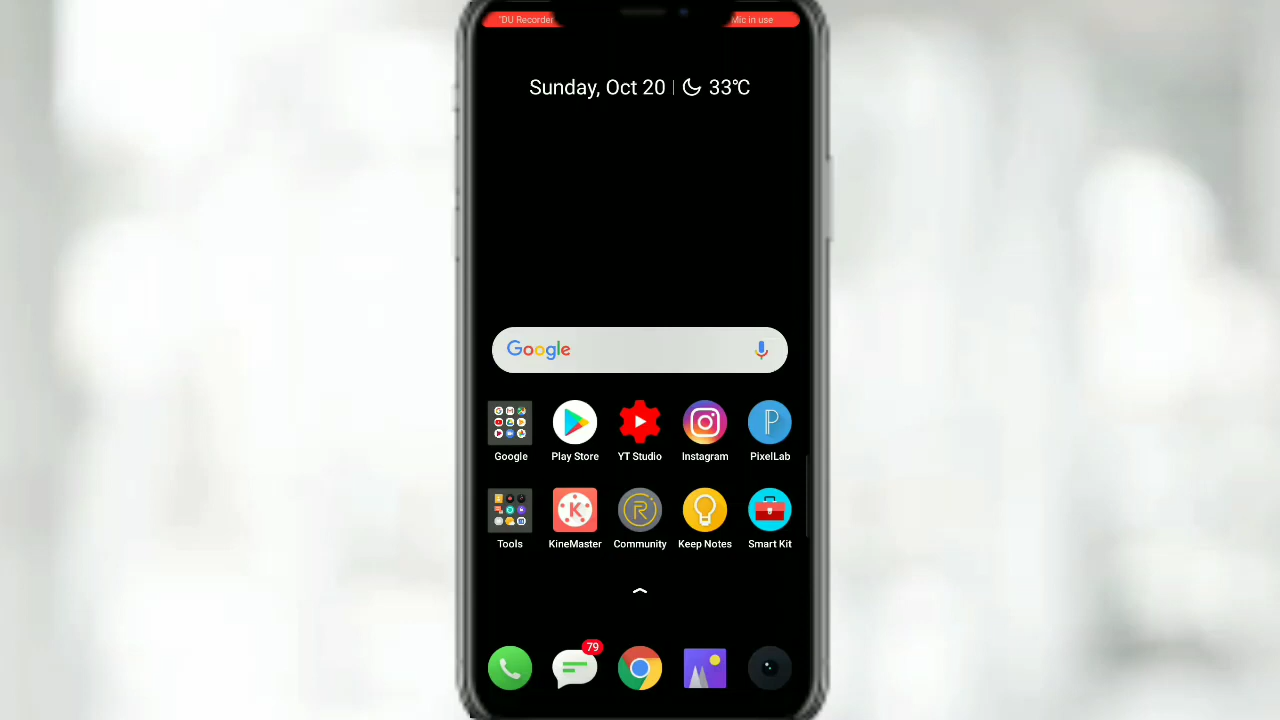 "DU Recorder
Mic in use
Sunday, Oct 20 | 33°C
Google
Google Play Store YT Studio Instagram PixelLab
Tools KineMaster Community Keep Notes Smart Kit
79